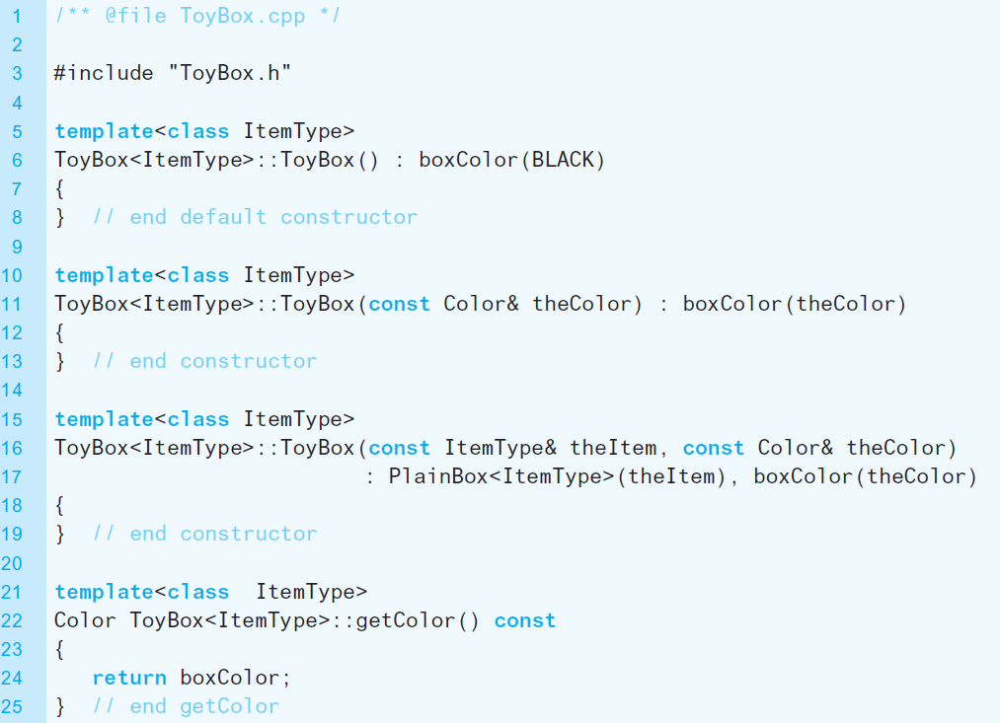 1 /** @file ToyBox.cpp */
2
3 #include "ToyBox.h"
4
5 template<class ItemType>
6 ToyBox<ItemType>::ToyBox() : boxColor(BLACK)
7 {
8 }  // end default constructor
9
10 template<class ItemType>
11 ToyBox<ItemType>::ToyBox(const Color& theColor) : boxColor(theColor)
12 {
13 }  // end constructor
14
15 template<class ItemType>
16 ToyBox<ItemType>::ToyBox(const ItemType& theItem, const Color& theColor)
17                          : PlainBox<ItemType>(theItem), boxColor(theColor)
18 {
19 }  // end constructor
20
21 template<class  ItemType>
22 Color ToyBox<ItemType>::getColor() const
23 {
24    return boxColor;
25 }  // end getColor